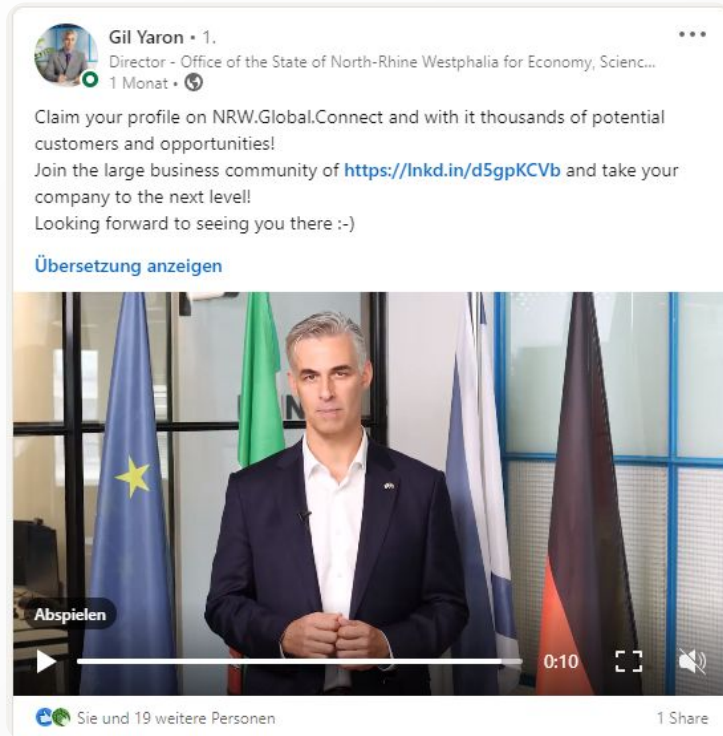 Gil Yaron • 1.
Director - Office of the State of North-Rhine Westphalia for Economy, Scienc...
1 Monat •
Claim your profile on NRW.Global.Connect and with it thousands of potential
customers and opportunities!
Join the large business community of https://lnkd.in/d5gpKCVb and take your
company to the next level!
Looking forward to seeing you there :-)
Übersetzung anzeigen
Abspielen
0:10
Sie und 19 weitere Personen
1 Share